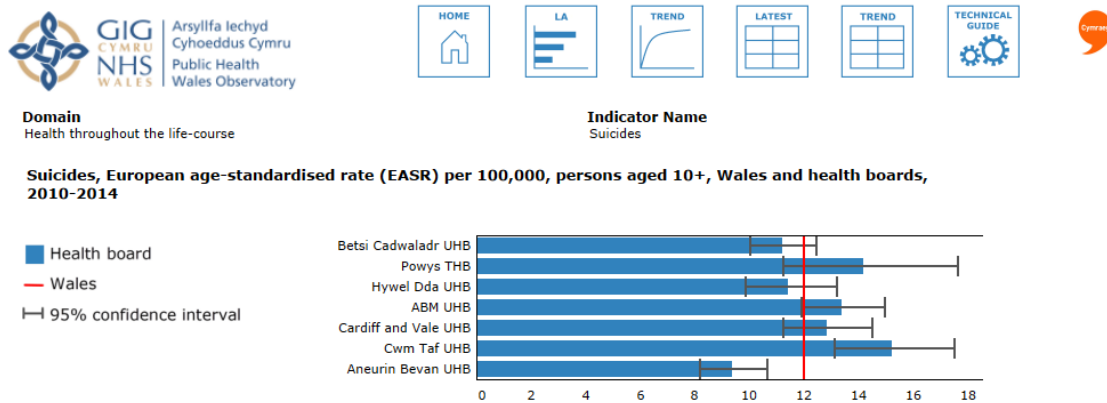 GIG
CYMRU
NHS
WALES
Arsyllfa Iechyd
Cyhoeddus Cymru
Public Health
Wales Observatory
HOME
LA
TREND
LATEST
TREND
TECHNICAL
GUIDE
Cymraeg
Domain
Health throughout the life-course
Indicator Name
Suicides
Suicides, European age-standardised rate (EASR) per 100,000, persons aged 10+, Wales and health boards,
2010-2014
Health board
Wales
95% confidence interval
Betsi Cadwaladr UHB
Powys THB
Hywel Dda UHB
ABM UHB
Cardiff and Vale UHB
Cwm Taf UHB
Aneurin Bevan UHB
0 2 4 6 8 10 12 14 16 18